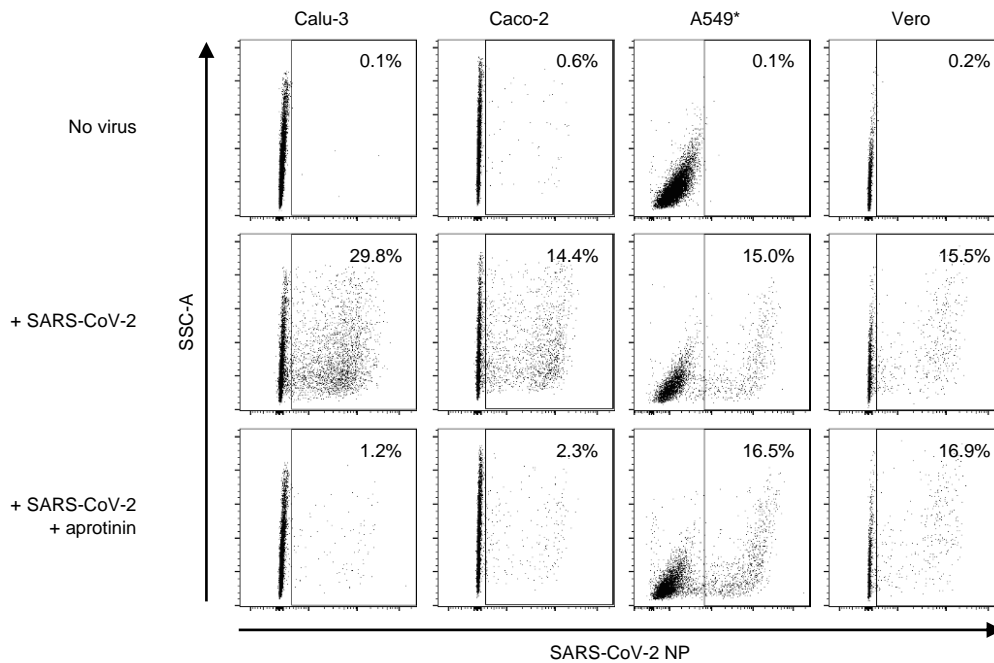 Calu-3 Caco-2 A549* Vero
No virus 0.1% 0.6% 0.1% 0.2%
+ SARS-CoV-2 29.8% 14.4% 15.0% 15.5%
+ SARS-CoV-2
+ aprotinin 1.2% 2.3% 16.5% 16.9%
SSC-A
SARS-CoV-2 NP